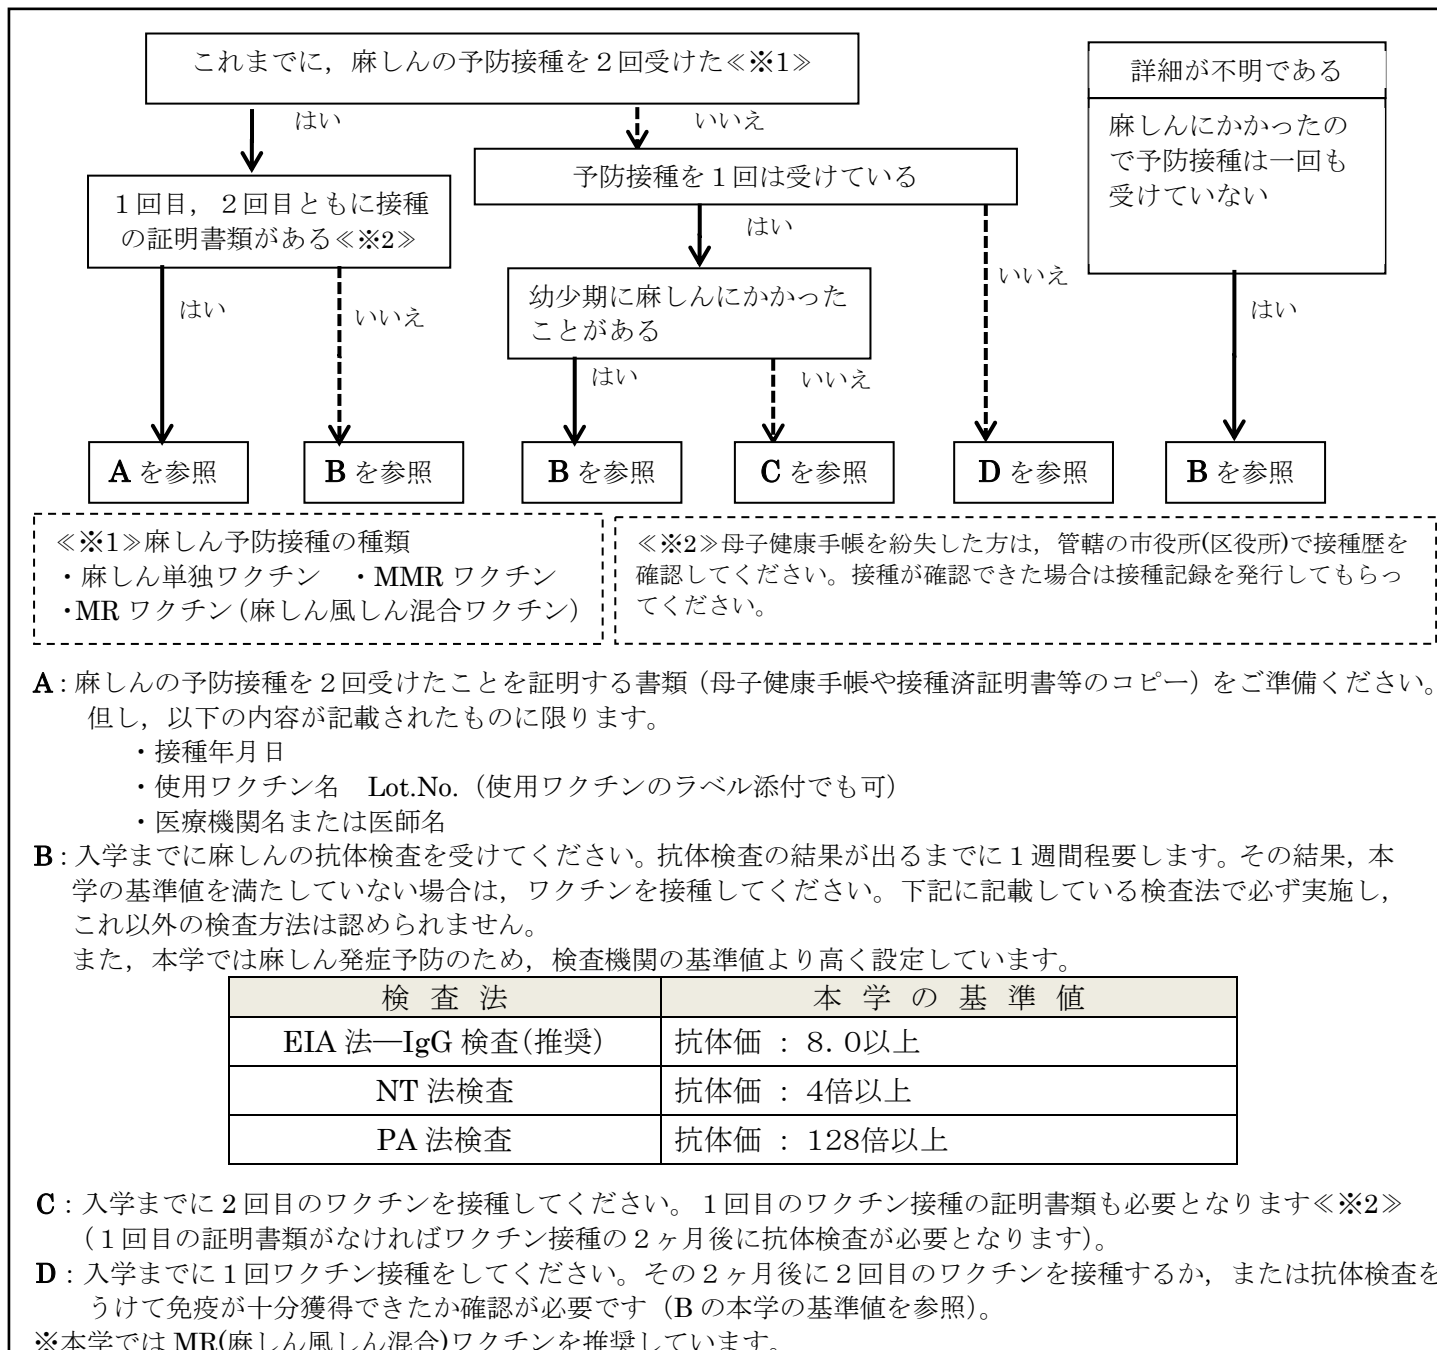 これまでに，麻しんの予防接種を２回受けた≪※1≫
はい
いいえ
１回目，２回目ともに接種
の証明書類がある≪※2≫
はい
いいえ
予防接種を１回は受けている
はい
いいえ
幼少期に麻しんにかかった
ことがある
はい
いいえ
詳細が不明である
麻しんにかかったの
で予防接種は一回も
受けていない
はい
A を参照
B を参照
B を参照
C を参照
D を参照
B を参照
≪※1≫麻しん予防接種の種類
・麻しん単独ワクチン　・MMR ワクチン
・MR ワクチン（麻しん風しん混合ワクチン）
≪※2≫母子健康手帳を紛失した方は，管轄の市役所(区役所)で接種歴を
確認してください。接種が確認できた場合は接種記録を発行してもらっ
てください。
A：麻しんの予防接種を２回受けたことを証明する書類（母子健康手帳や接種済証明書等のコピー）をご準備ください。
但し，以下の内容が記載されたものに限ります。
・接種年月日
・使用ワクチン名　Lot.No.（使用ワクチンのラベル添付でも可）
・医療機関名または医師名
B：入学までに麻しんの抗体検査を受けてください。抗体検査の結果が出るまでに１週間程要します。その結果，本
学の基準値を満たしていない場合は，ワクチンを接種してください。下記に記載している検査法で必ず実施し，
これ以外の検査方法は認められません。
また，本学では麻しん発症予防のため，検査機関の基準値より高く設定しています。
検 査 法　本 学 の 基 準 値
EIA 法―IgG 検査（推奨）　抗体価 ： ８．０以上
NT 法検査　抗体価 ： ４倍以上
PA 法検査　抗体価 ： 128倍以上
C：入学までに 2 回目のワクチンを接種してください。１回目のワクチン接種の証明書類も必要となります≪※2≫
（１回目の証明書類がなければワクチン接種の２ヶ月後に抗体検査が必要となります）。
D：入学までに１回ワクチン接種をしてください。その２ヶ月後に２回目のワクチンを接種するか，または抗体検査を
うけて免疫が十分獲得できたか確認が必要です（B の本学の基準値を参照）。
※本学では MR(麻しん風しん混合)ワクチンを推奨しています。